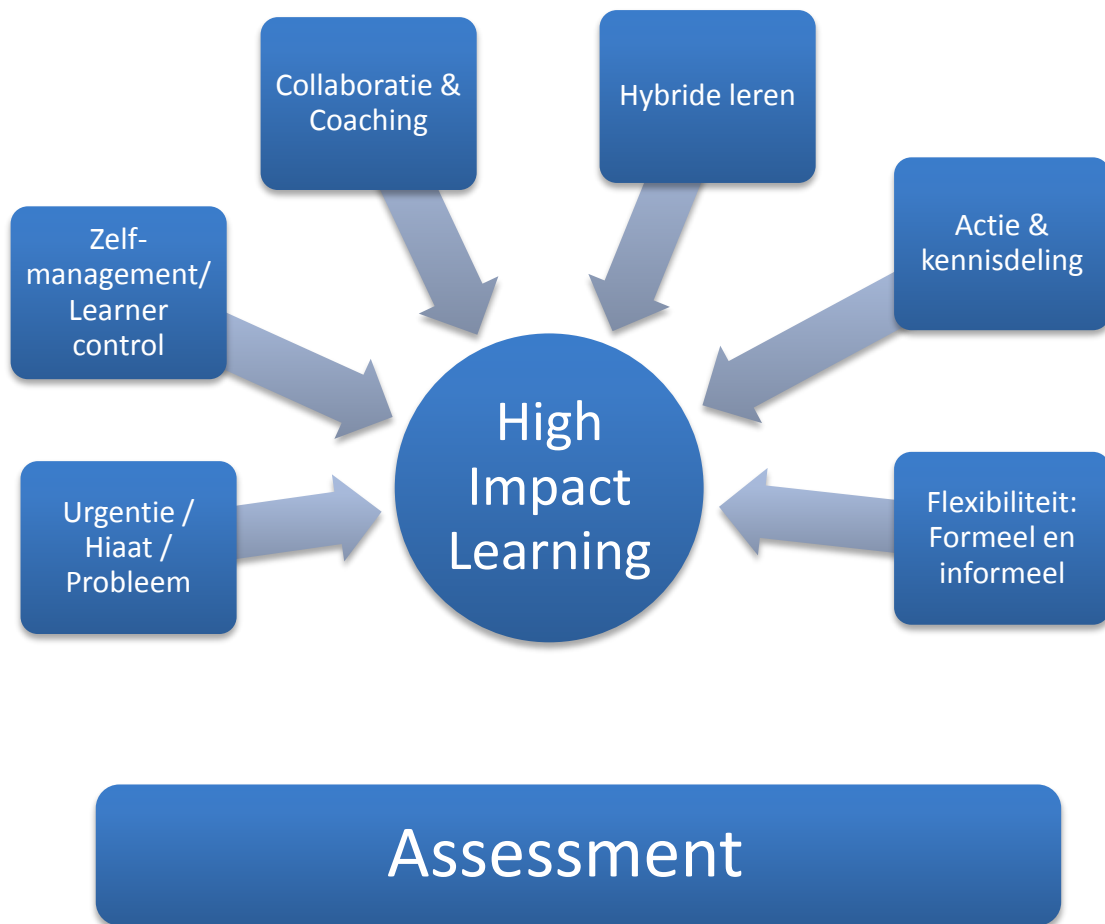 Collaboratie &
Coaching
Hybride leren
Zelf-
management/
Learner
control
Actie &
kennisdeling
High
Impact
Learning
Urgentie /
Hiaat /
Probleem
Flexibiliteit:
Formeel en
informeel
Assessment